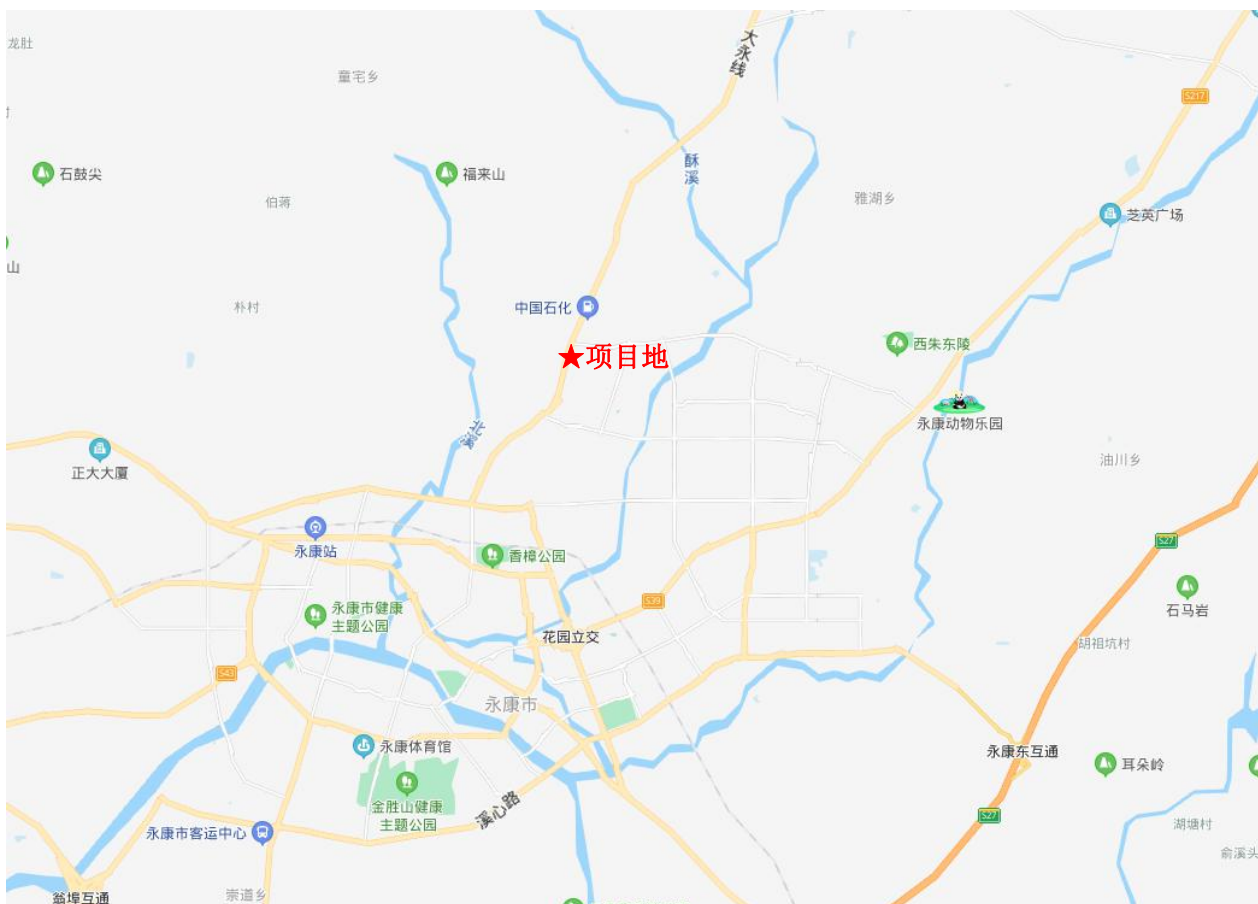 龙肚
童宅乡
大永线
S217
石鼓尖
福来山
酥溪
伯蒋
雅湖乡
芝英广场
山
朴村
中国石化
★项目地
西朱东陵
永康动物乐园
北溪
正大大厦
油川乡
永康站
香樟公园
S27
石马岩
永康市健康
主题公园
S39
花园立交
胡祖坑村
S43
永康市
永康体育馆
永康东互通
耳朵岭
金胜山健康
主题公园
溪心路
S27
湖塘村
永康市客运中心
俞溪头
翁埠互通
崇道乡